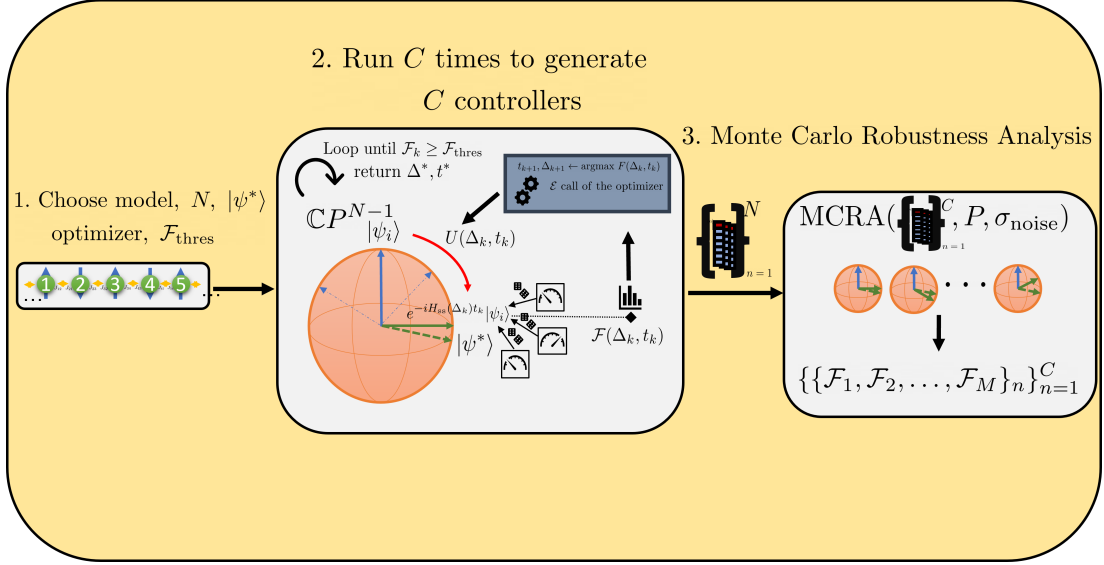 2. Run C times to generate
C controllers
3. Monte Carlo Robustness Analysis
1. Choose model, N, |ψ*⟩
optimizer, 𝓕_thres
1 2 3 4 5
...
...
Loop until 𝓕_k ≥ 𝓕_thres
return Δ*, t*
t_{k+1}, Δ_{k+1} ← argmax F(Δ_k, t_k)
𝓔 call of the optimizer
ℂP^{N−1}
|ψ_i⟩
U(Δ_k, t_k)
e^{−iH_{ss}(Δ_k)t_k}|ψ_i⟩
|ψ*⟩
𝓕(Δ_k, t_k)
{ }_{n=1}^{N}
MCRA({ }_{n=1}^{C}, P, σ_noise)
...
{{𝓕_1, 𝓕_2, ..., 𝓕_M}_n}_{n=1}^{C}